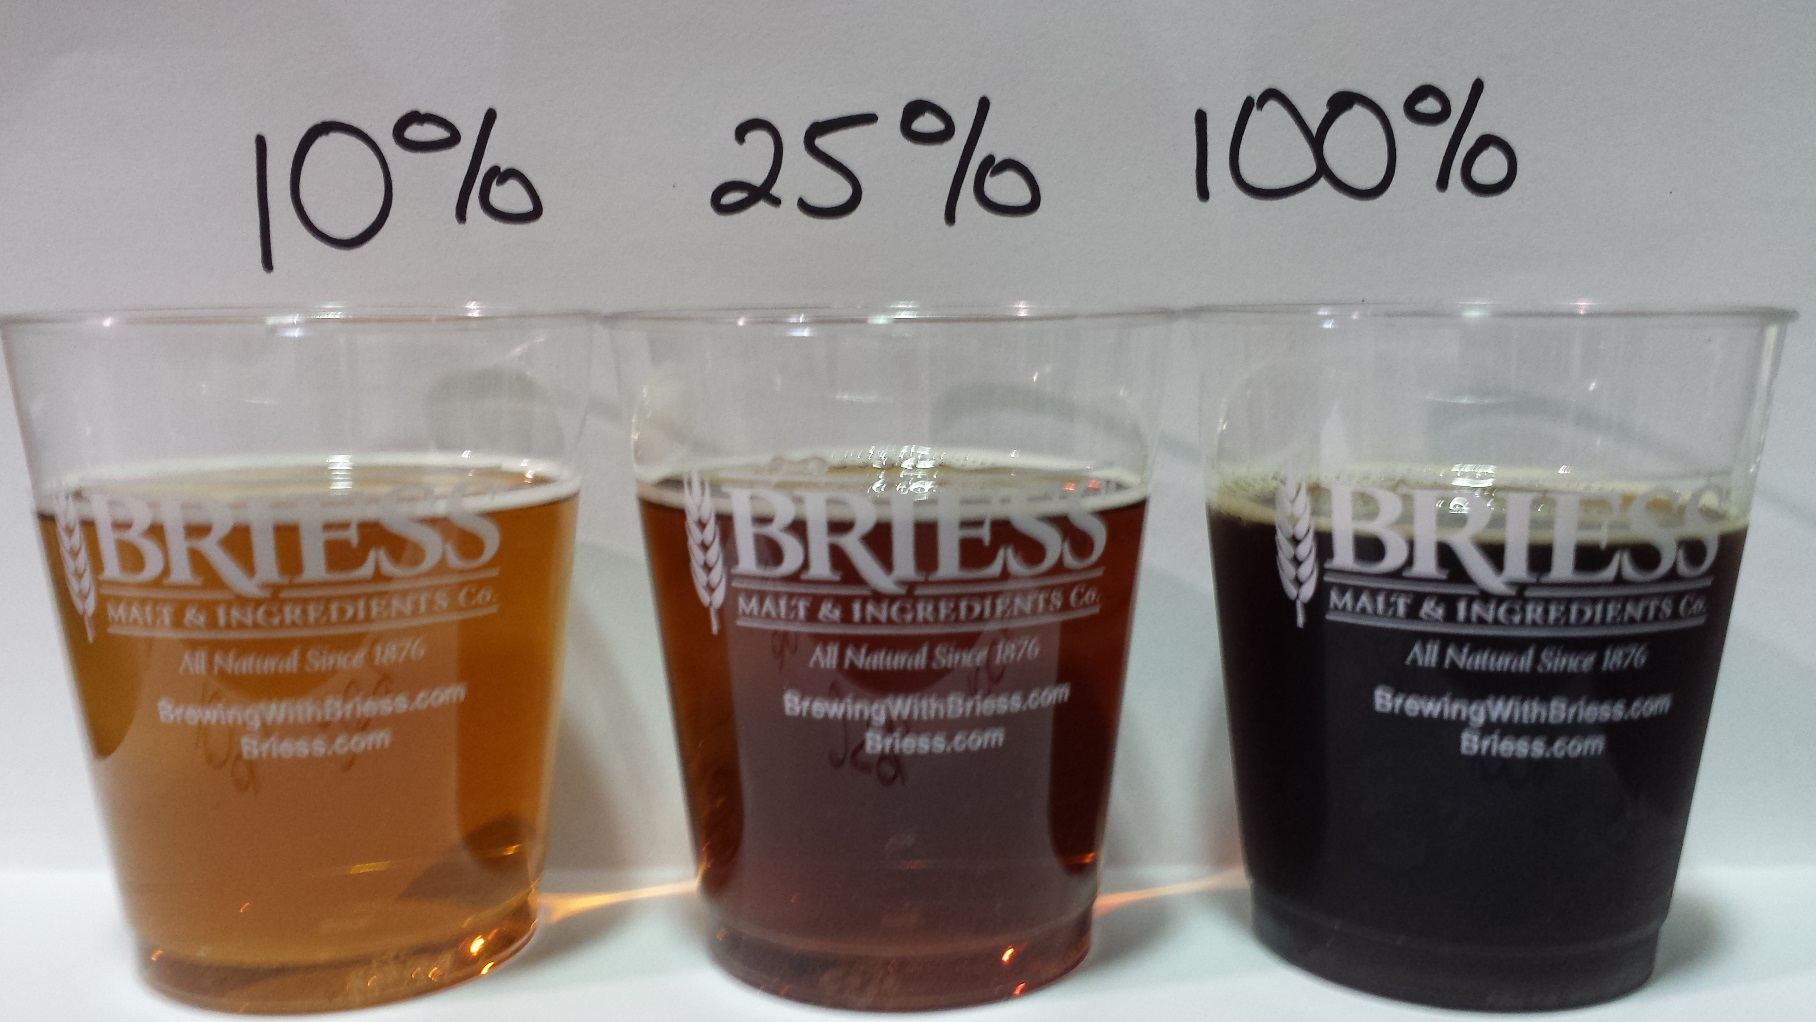 10% 25% 100%
BRIESS
MALT & INGREDIENTS Co.
All Natural Since 1876
BrewingWithBriess.com
Briess.com
BRIESS
MALT & INGREDIENTS Co.
All Natural Since 1876
BrewingWithBriess.com
Briess.com
BRIESS
MALT & INGREDIENTS Co.
All Natural Since 1876
BrewingWithBriess.com
Briess.com